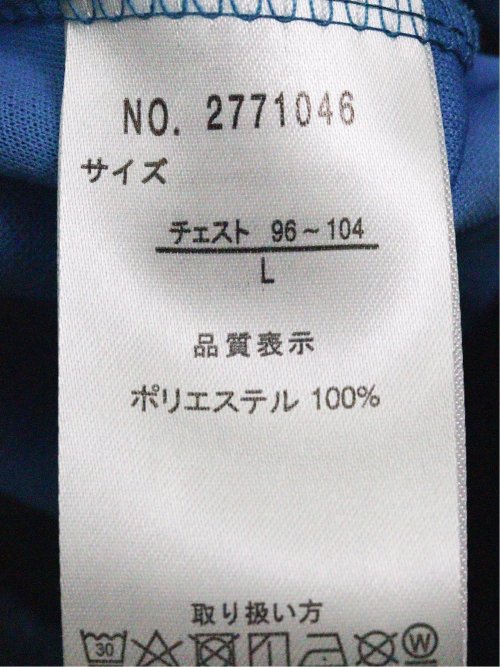 NO. 2771046
サイズ
チェスト 96~104
L
品質表示
ポリエステル 100%
取り扱い方
30 W